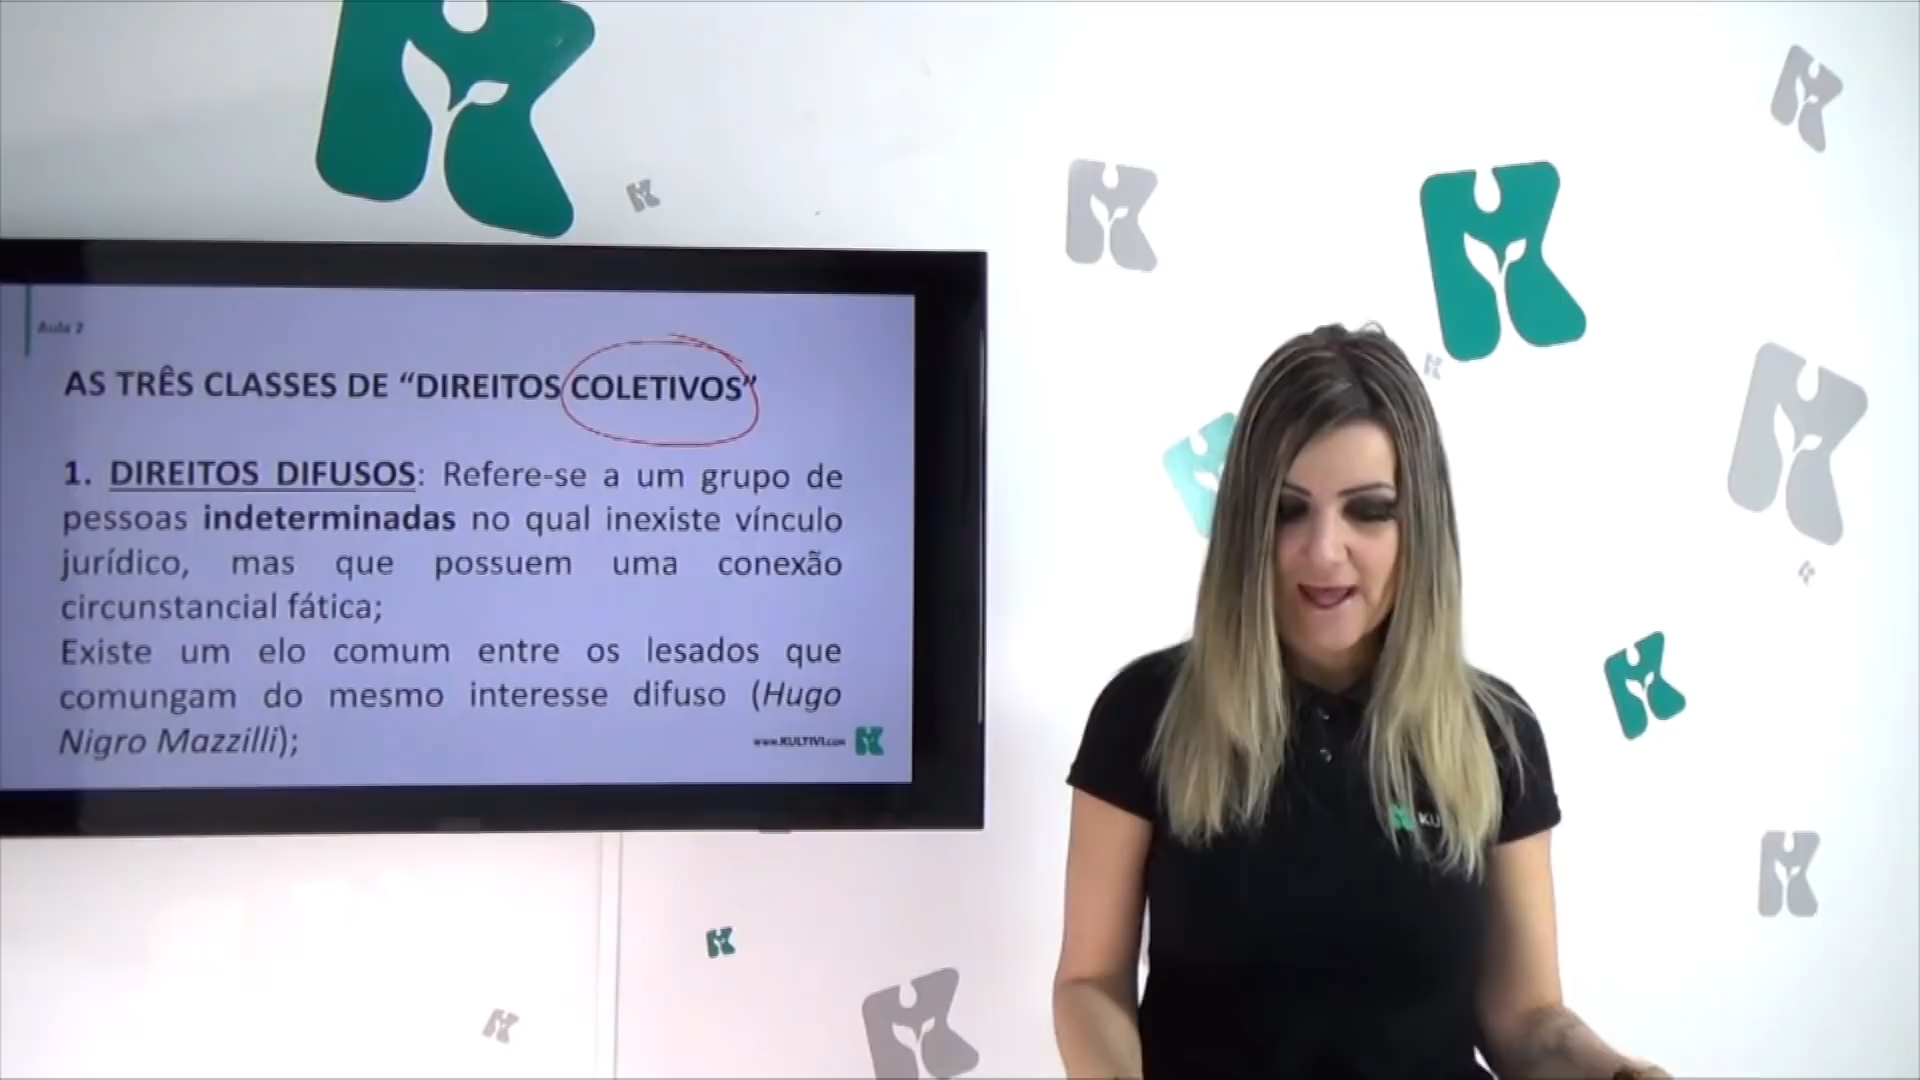 Aula 2
AS TRÊS CLASSES DE “DIREITOS COLETIVOS”
1. DIREITOS DIFUSOS: Refere-se a um grupo de
pessoas indeterminadas no qual inexiste vínculo
jurídico, mas que possuem uma conexão
circunstancial fática;
Existe um elo comum entre os lesados que
comungam do mesmo interesse difuso (Hugo
Nigro Mazzilli);
www.KULTIVI.com
KU